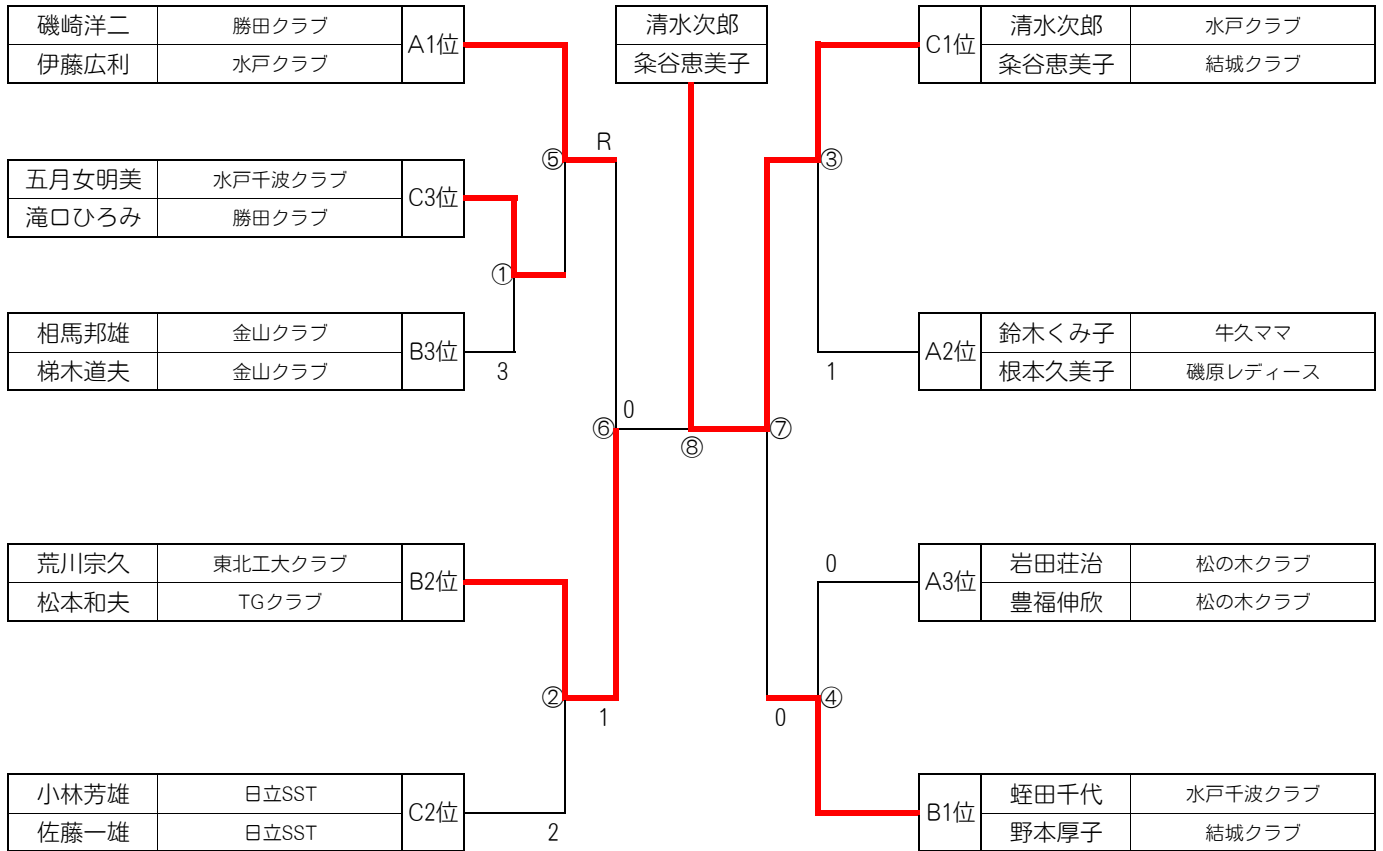 磯崎洋二 勝田クラブ A1位
伊藤広利 水戸クラブ
清水次郎
粂谷恵美子
C1位 清水次郎 水戸クラブ
粂谷恵美子 結城クラブ
R
⑤
③
五月女明美 水戸千波クラブ C3位
滝口ひろみ 勝田クラブ
①
相馬邦雄 金山クラブ B3位
梯木道夫 金山クラブ
3
1
A2位 鈴木くみ子 牛久ママ
根本久美子 磯原レディース
0
⑥
⑧
⑦
荒川宗久 東北工大クラブ B2位
松本和夫 TGクラブ
0
A3位 岩田荘治 松の木クラブ
豊福伸欣 松の木クラブ
②
1
0
④
小林芳雄 日立SST C2位
佐藤一雄 日立SST
2
B1位 蛭田千代 水戸千波クラブ
野本厚子 結城クラブ